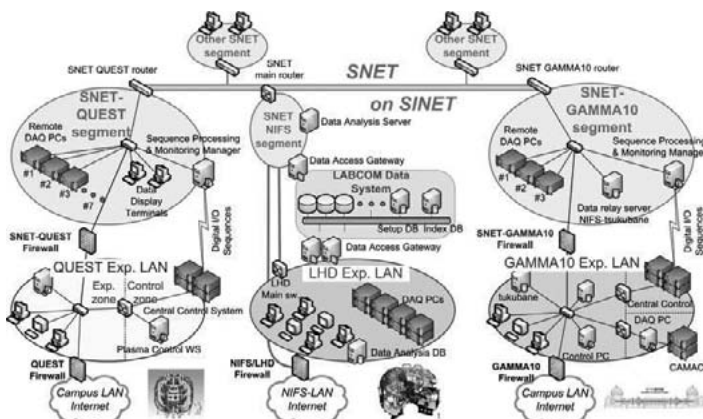 Other SNET
segment
Other SNET
segment
SNET QUEST router
SNET
main router
SNET
on SINET
SNET GAMMA10 router
SNET-
QUEST
segment
Remote
DAQ PCs
Sequence Processing
& Monitoring Manager
#1
#2
#3
#7
Data
Display
Terminals
SNET
NIFS
segment
Data Analysis Server
Data Access Gateway
LABCOM Data
System
Setup DB
Index DB
Data Access Gateway
SNET-
GAMMA10
segment
Remote
DAQ PCs
Sequence Processing
& Monitoring Manager
#1
#2
#3
Data relay server
NIFS-tsukubane
Digital I/O
Sequences
Digital I/O
Sequences
SNET-QUEST
Firewall
SNET-GAMMA10
Firewall
QUEST Exp. LAN
Exp.
zone
Control
zone
Central Control System
Plasma Control WS
LHD
Main sw.
LHD Exp. LAN
DAQ PCs
Data Analysis DB
GAMMA10 Exp. LAN
tukubane
Central Control
DAQ PC
Control PC
CAMAC
QUEST
Firewall
Campus LAN
Internet
NIFS/LHD
Firewall
NIFS-LAN
Internet
GAMMA10
Firewall
Campus LAN
Internet